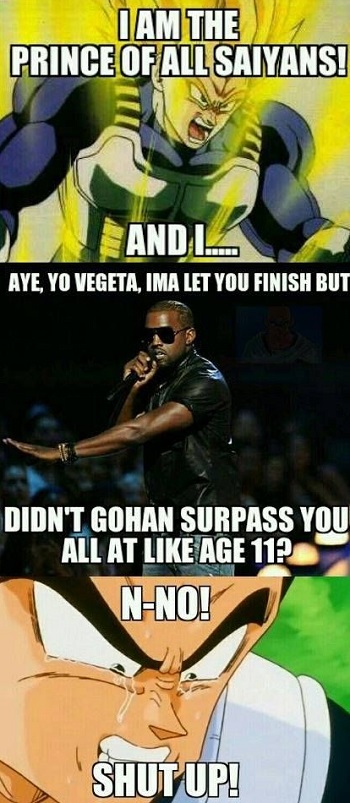 I AM THE
PRINCE OF ALL SAIYANS!
AND I.....
AYE, YO VEGETA, IMA LET YOU FINISH BUT
DIDN'T GOHAN SURPASS YOU
ALL AT LIKE AGE 11?
N-NO!
SHUT UP!